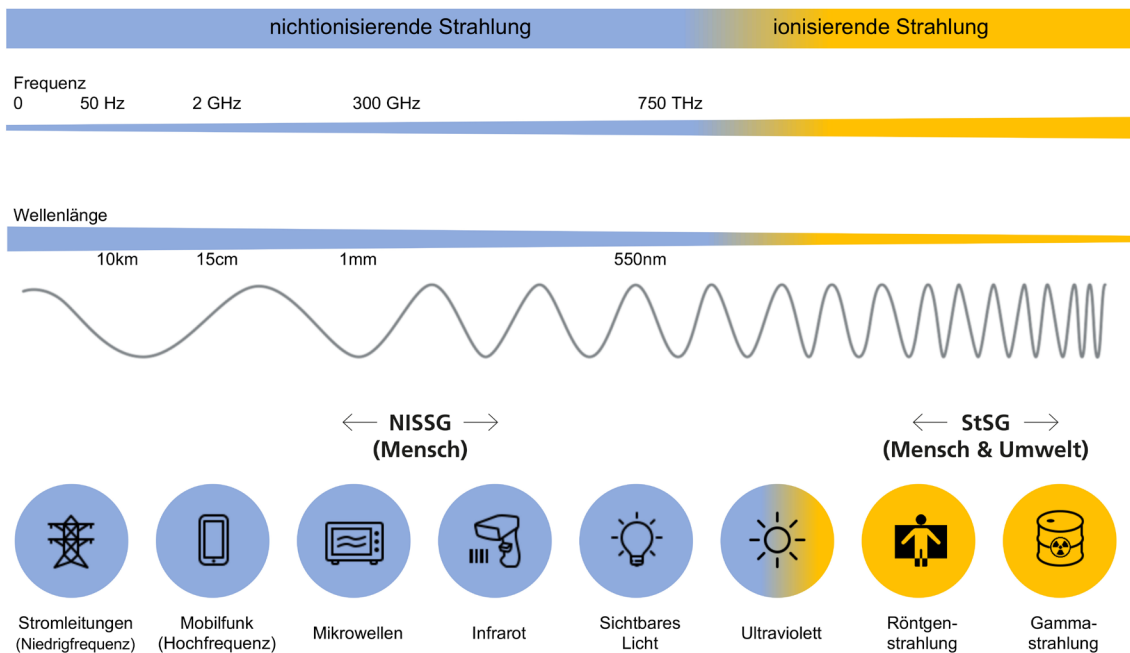 nichtionisierende Strahlung ionisierende Strahlung
Frequenz
0 50 Hz 2 GHz 300 GHz 750 THz
Wellenlänge
10km 15cm 1mm 550nm
NISSG
(Mensch)
StSG
(Mensch & Umwelt)
Stromleitungen
(Niedrigfrequenz)
Mobilfunk
(Hochfrequenz)
Mikrowellen
Infrarot
Sichtbares
Licht
Ultraviolett
Röntgen-
strahlung
Gamma-
strahlung